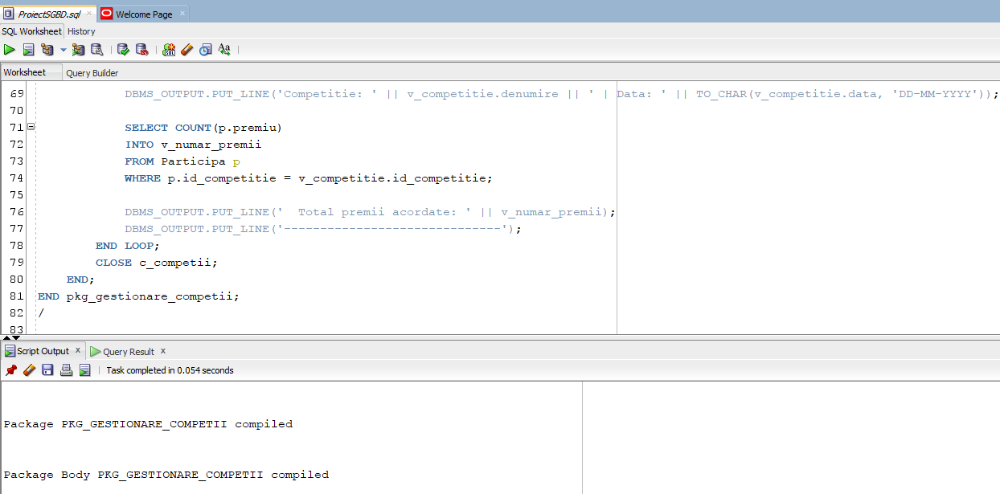 ProiectSGBD.sql × Welcome Page ×
SQL Worksheet History
Worksheet Query Builder
69 DBMS_OUTPUT.PUT_LINE('Competitie: ' || v_competitie.denumire || ' | Data: ' || TO_CHAR(v_competitie.data, 'DD-MM-YYYY'));
70
71 SELECT COUNT(p.premiu)
72 INTO v_numar_premii
73 FROM Participa p
74 WHERE p.id_competitie = v_competitie.id_competitie;
75
76 DBMS_OUTPUT.PUT_LINE('  Total premii acordate: ' || v_numar_premii);
77 DBMS_OUTPUT.PUT_LINE('------------------------------');
78 END LOOP;
79 CLOSE c_competii;
80 END;
81 END pkg_gestionare_competii;
82 /
83
Script Output × Query Result ×
Task completed in 0.054 seconds
Package PKG_GESTIONARE_COMPETII compiled
Package Body PKG_GESTIONARE_COMPETII compiled